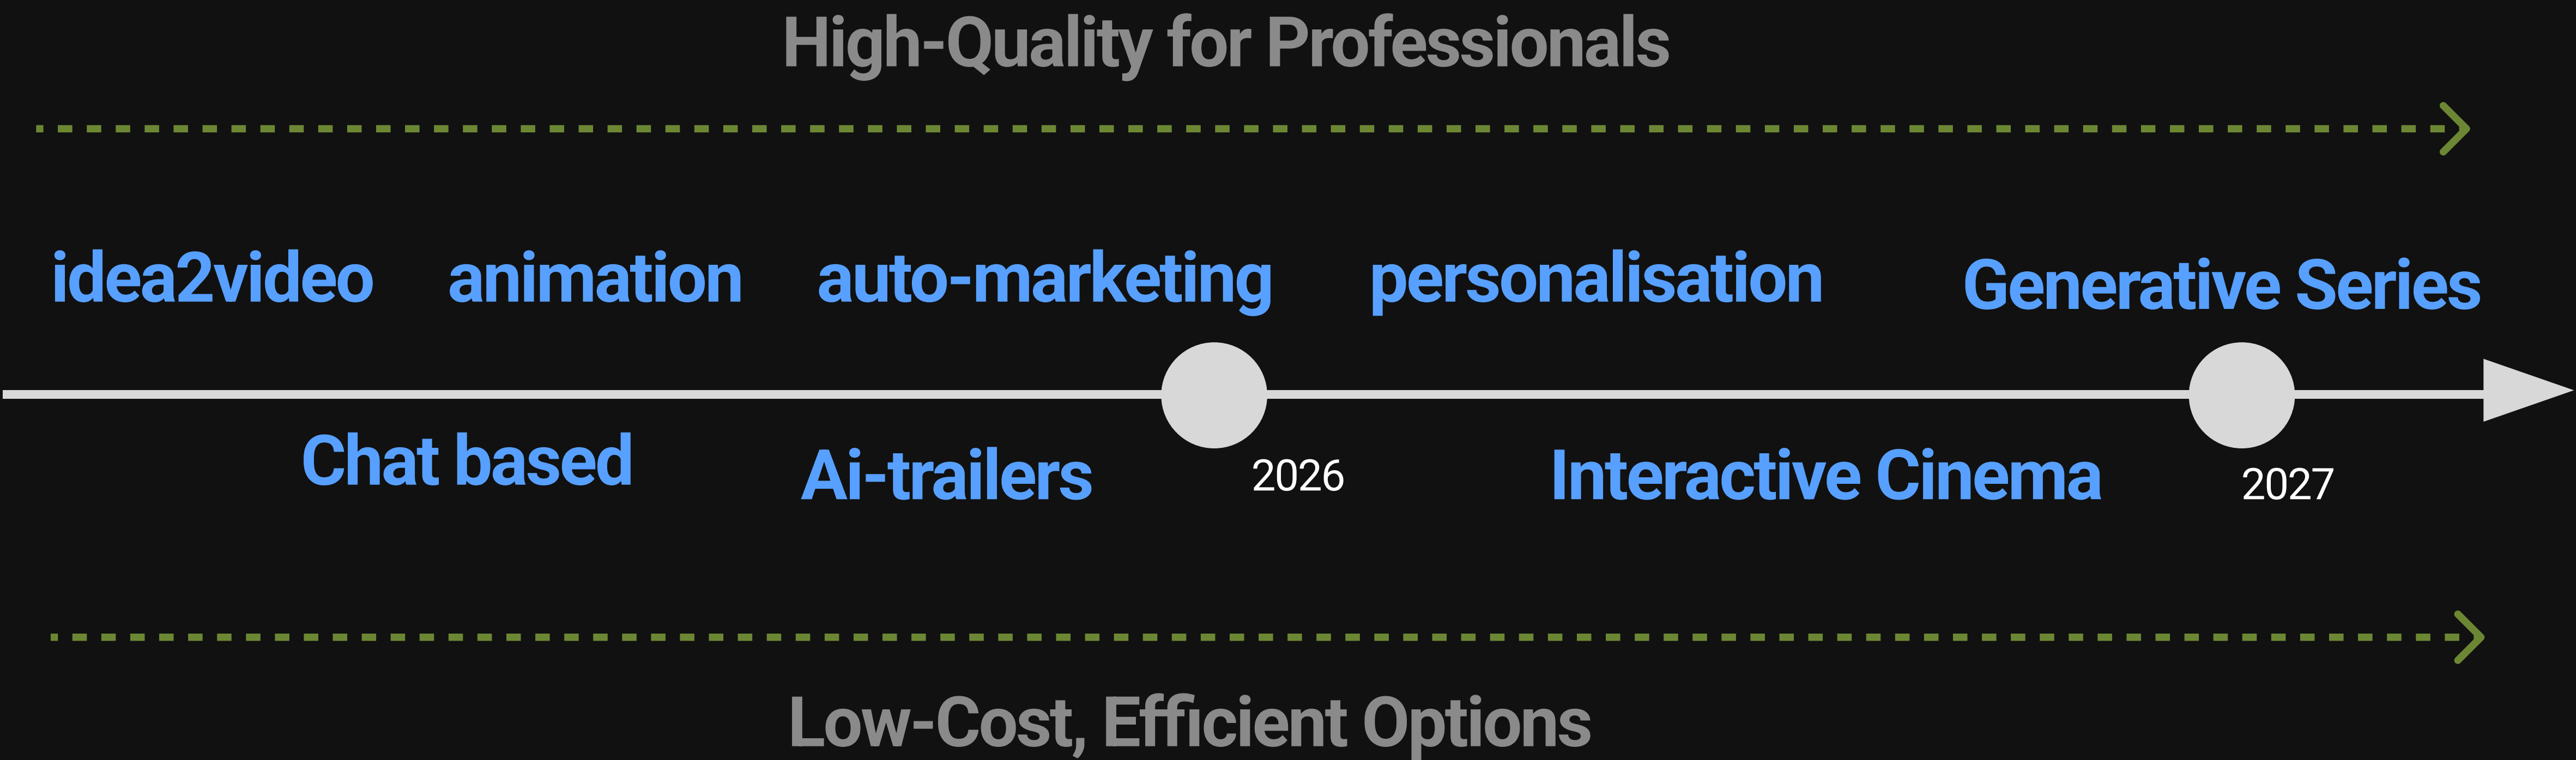 High-Quality for Professionals
idea2video animation auto-marketing personalisation Generative Series
Chat based Ai-trailers 2026 Interactive Cinema 2027
Low-Cost, Efficient Options